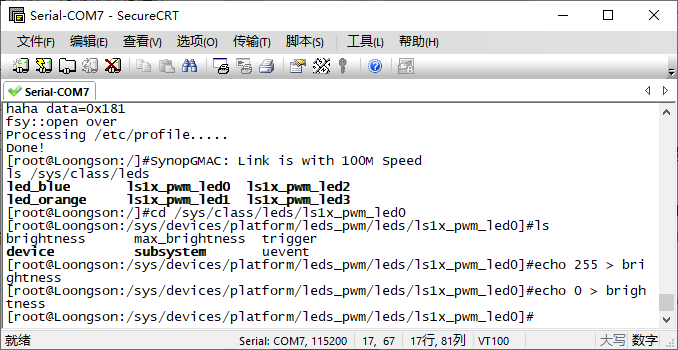 Serial-COM7 - SecureCRT
文件(F) 编辑(E) 查看(V) 选项(O) 传输(T) 脚本(S) 工具(L) 帮助(H)
Serial-COM7
haha data=0x181
fsy::open over
Processing /etc/profile.....
Done!
[root@Loongson:/]#SynopGMAC: Link is with 100M Speed
ls /sys/class/leds
led_blue ls1x_pwm_led0 ls1x_pwm_led2
led_orange ls1x_pwm_led1 ls1x_pwm_led3
[root@Loongson:/]#cd /sys/class/leds/ls1x_pwm_led0
[root@Loongson:/sys/devices/platform/leds_pwm/leds/ls1x_pwm_led0]#ls
brightness max_brightness trigger
device subsystem uevent
[root@Loongson:/sys/devices/platform/leds_pwm/leds/ls1x_pwm_led0]#echo 255 > bri
ghtness
[root@Loongson:/sys/devices/platform/leds_pwm/leds/ls1x_pwm_led0]#echo 0 > brigh
tness
[root@Loongson:/sys/devices/platform/leds_pwm/leds/ls1x_pwm_led0]#
就绪 Serial: COM7, 115200 17, 67 17行, 81列 VT100 大写 数字